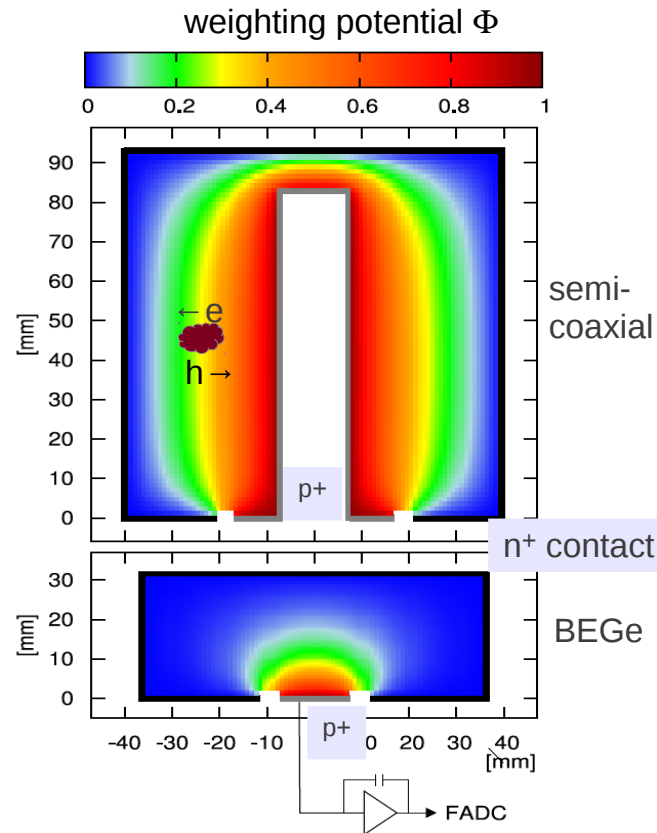 weighting potential Φ
0 0.2 0.4 0.6 0.8 1
90
80
70
60
50
40
30
20
10
0
[mm]
←e
h→
p+
semi-
coaxial
n+ contact
30
20
10
0
[mm]
BEGe
p+
-40 -30 -20 -10 0 20 30 40
[mm]
FADC